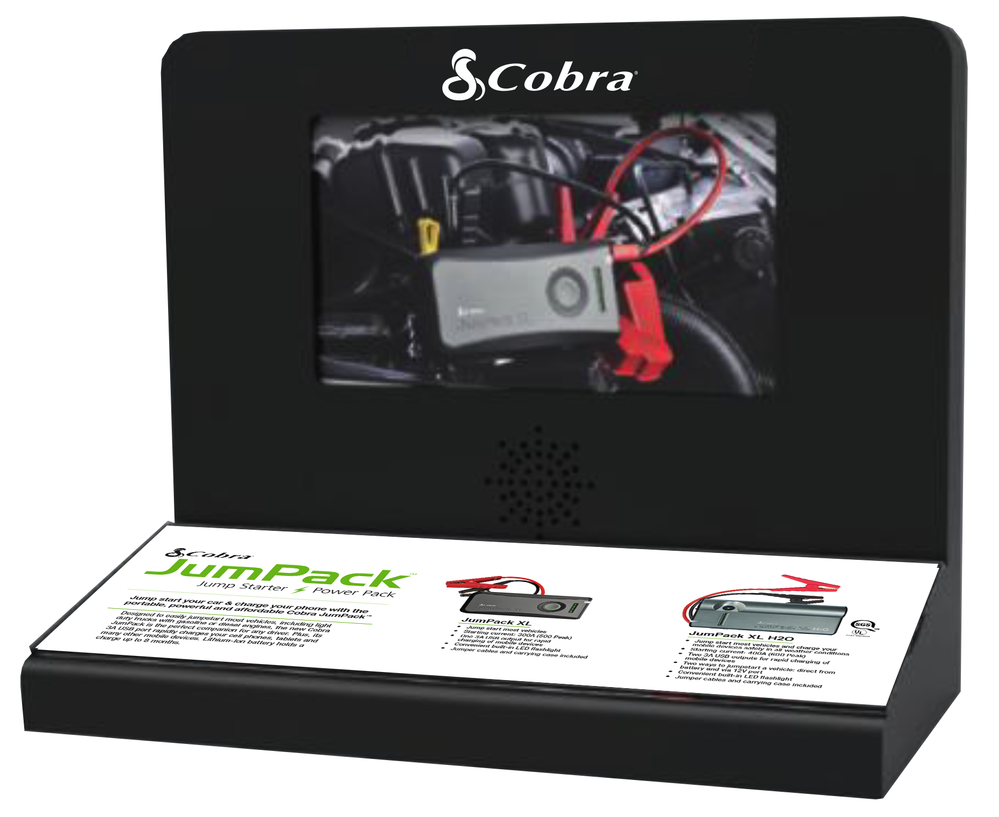 Cobra®
Cobra
JumPack™
Jump Starter Power Pack
Jump start your car & charge your phone with the
portable, powerful and affordable Cobra JumPack™
Designed to easily jumpstart most vehicles, including light
duty trucks with gasoline or diesel engines, the new Cobra
JumPack is the perfect companion for any driver. Plus, its
3A USB port rapidly charges your cell phones, tablets and
many other mobile devices. Lithium-Ion battery holds a
charge up to 8 months.
JumPack XL
JumPack XL
• Jump start most vehicles
• Starting current: 300A (500 Peak)
• One 3A USB output for rapid
charging of mobile devices
• Convenient built-in LED flashlight
• Jumper cables and carrying case included
JumPack XL H2O
SGS
UL
JumPack XL H2O
• Jump start most vehicles and charge your
mobile devices safely in all weather conditions
• Starting current: 400A (600 Peak)
• Two 3A USB outputs for rapid charging of
mobile devices
• Two ways to jumpstart a vehicle: direct from
battery and via 12V port
• Convenient built-in LED flashlight
• Jumper cables and carrying case included